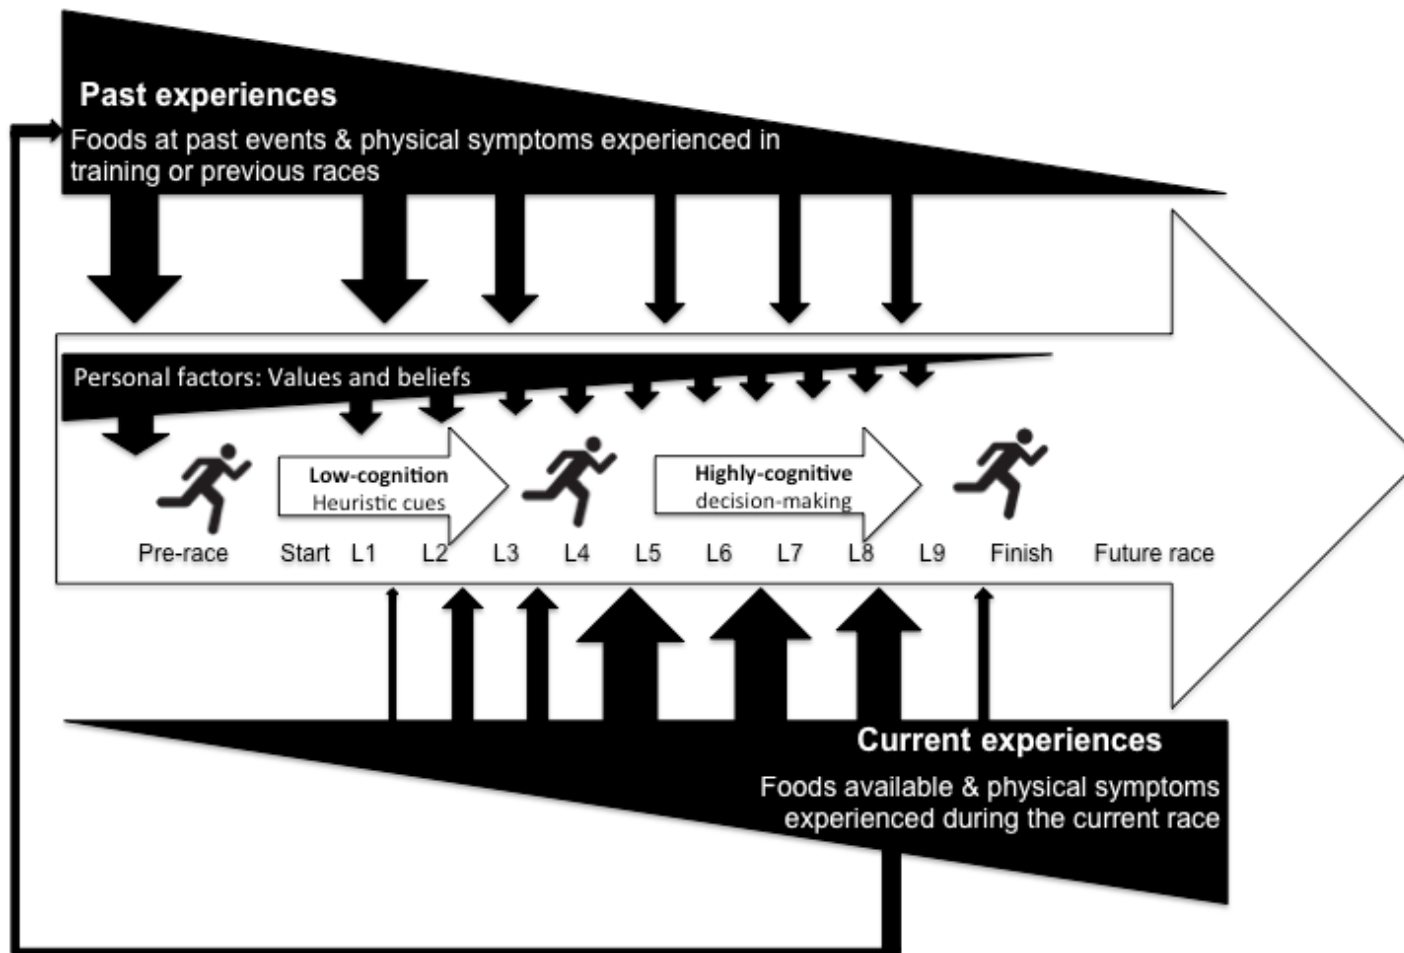 Past experiences
Foods at past events & physical symptoms experienced in
training or previous races
Personal factors: Values and beliefs
Low-cognition
Heuristic cues
Highly-cognitive
decision-making
Pre-race Start L1 L2 L3 L4 L5 L6 L7 L8 L9 Finish Future race
Current experiences
Foods available & physical symptoms
experienced during the current race